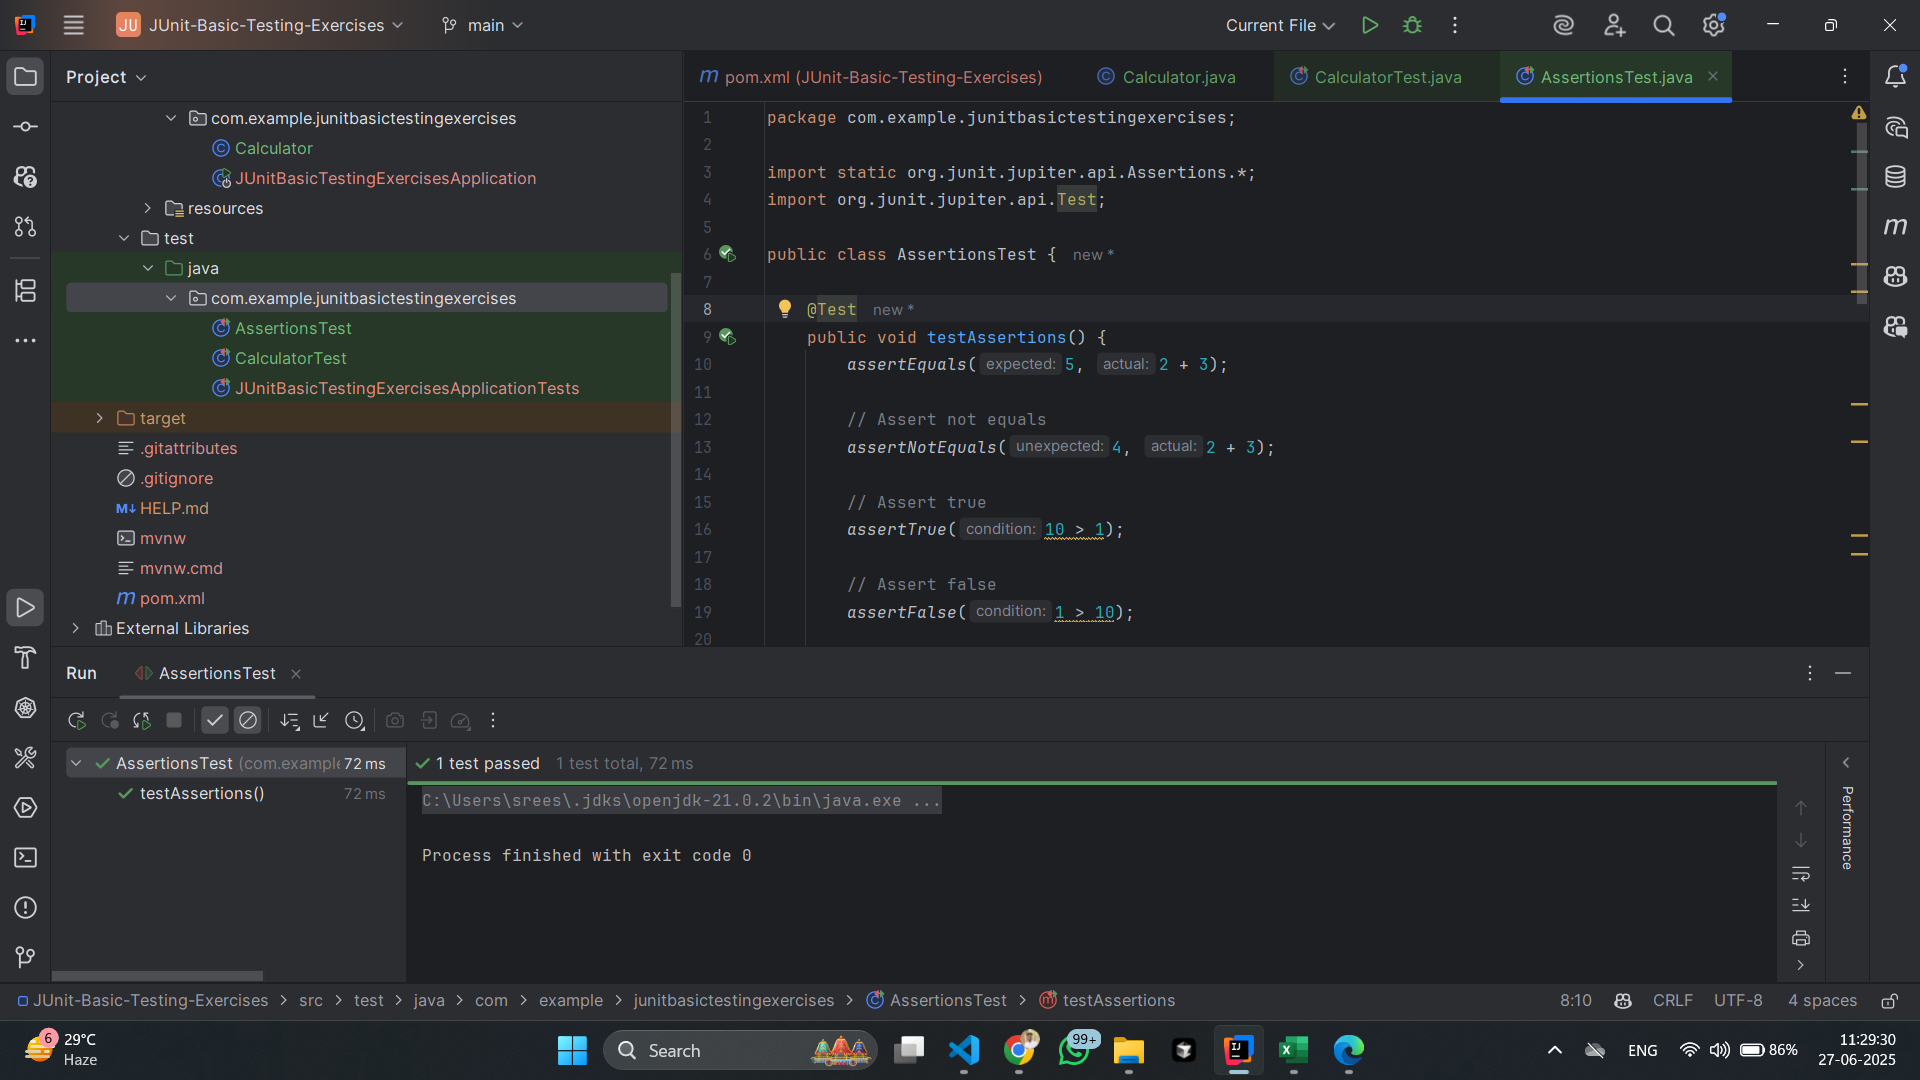 JU JUnit-Basic-Testing-Exercises main Current File
Project
com.example.junitbasictestingexercises
Calculator
JUnitBasicTestingExercisesApplication
resources
test
java
com.example.junitbasictestingexercises
AssertionsTest
CalculatorTest
JUnitBasicTestingExercisesApplicationTests
target
.gitattributes
.gitignore
M↓ HELP.md
mvnw
mvnw.cmd
m pom.xml
External Libraries
m pom.xml (JUnit-Basic-Testing-Exercises) Calculator.java CalculatorTest.java AssertionsTest.java
1 package com.example.junitbasictestingexercises;
2
3 import static org.junit.jupiter.api.Assertions.*;
4 import org.junit.jupiter.api.Test;
5
6 public class AssertionsTest { new *
7
8 @Test new *
9 public void testAssertions() {
10 assertEquals( expected: 5, actual: 2 + 3);
11
12 // Assert not equals
13 assertNotEquals( unexpected: 4, actual: 2 + 3);
14
15 // Assert true
16 assertTrue( condition: 10 > 1);
17
18 // Assert false
19 assertFalse( condition: 1 > 10);
20
Run AssertionsTest
AssertionsTest (com.example 72 ms
testAssertions() 72 ms
1 test passed 1 test total, 72 ms
C:\Users\srees\.jdks\openjdk-21.0.2\bin\java.exe ...
Process finished with exit code 0
Performance
JUnit-Basic-Testing-Exercises > src > test > java > com > example > junitbasictestingexercises > AssertionsTest > testAssertions 8:10 CRLF UTF-8 4 spaces
6 29°C
Haze
Search
99+
ENG
86%
11:29:30
27-06-2025